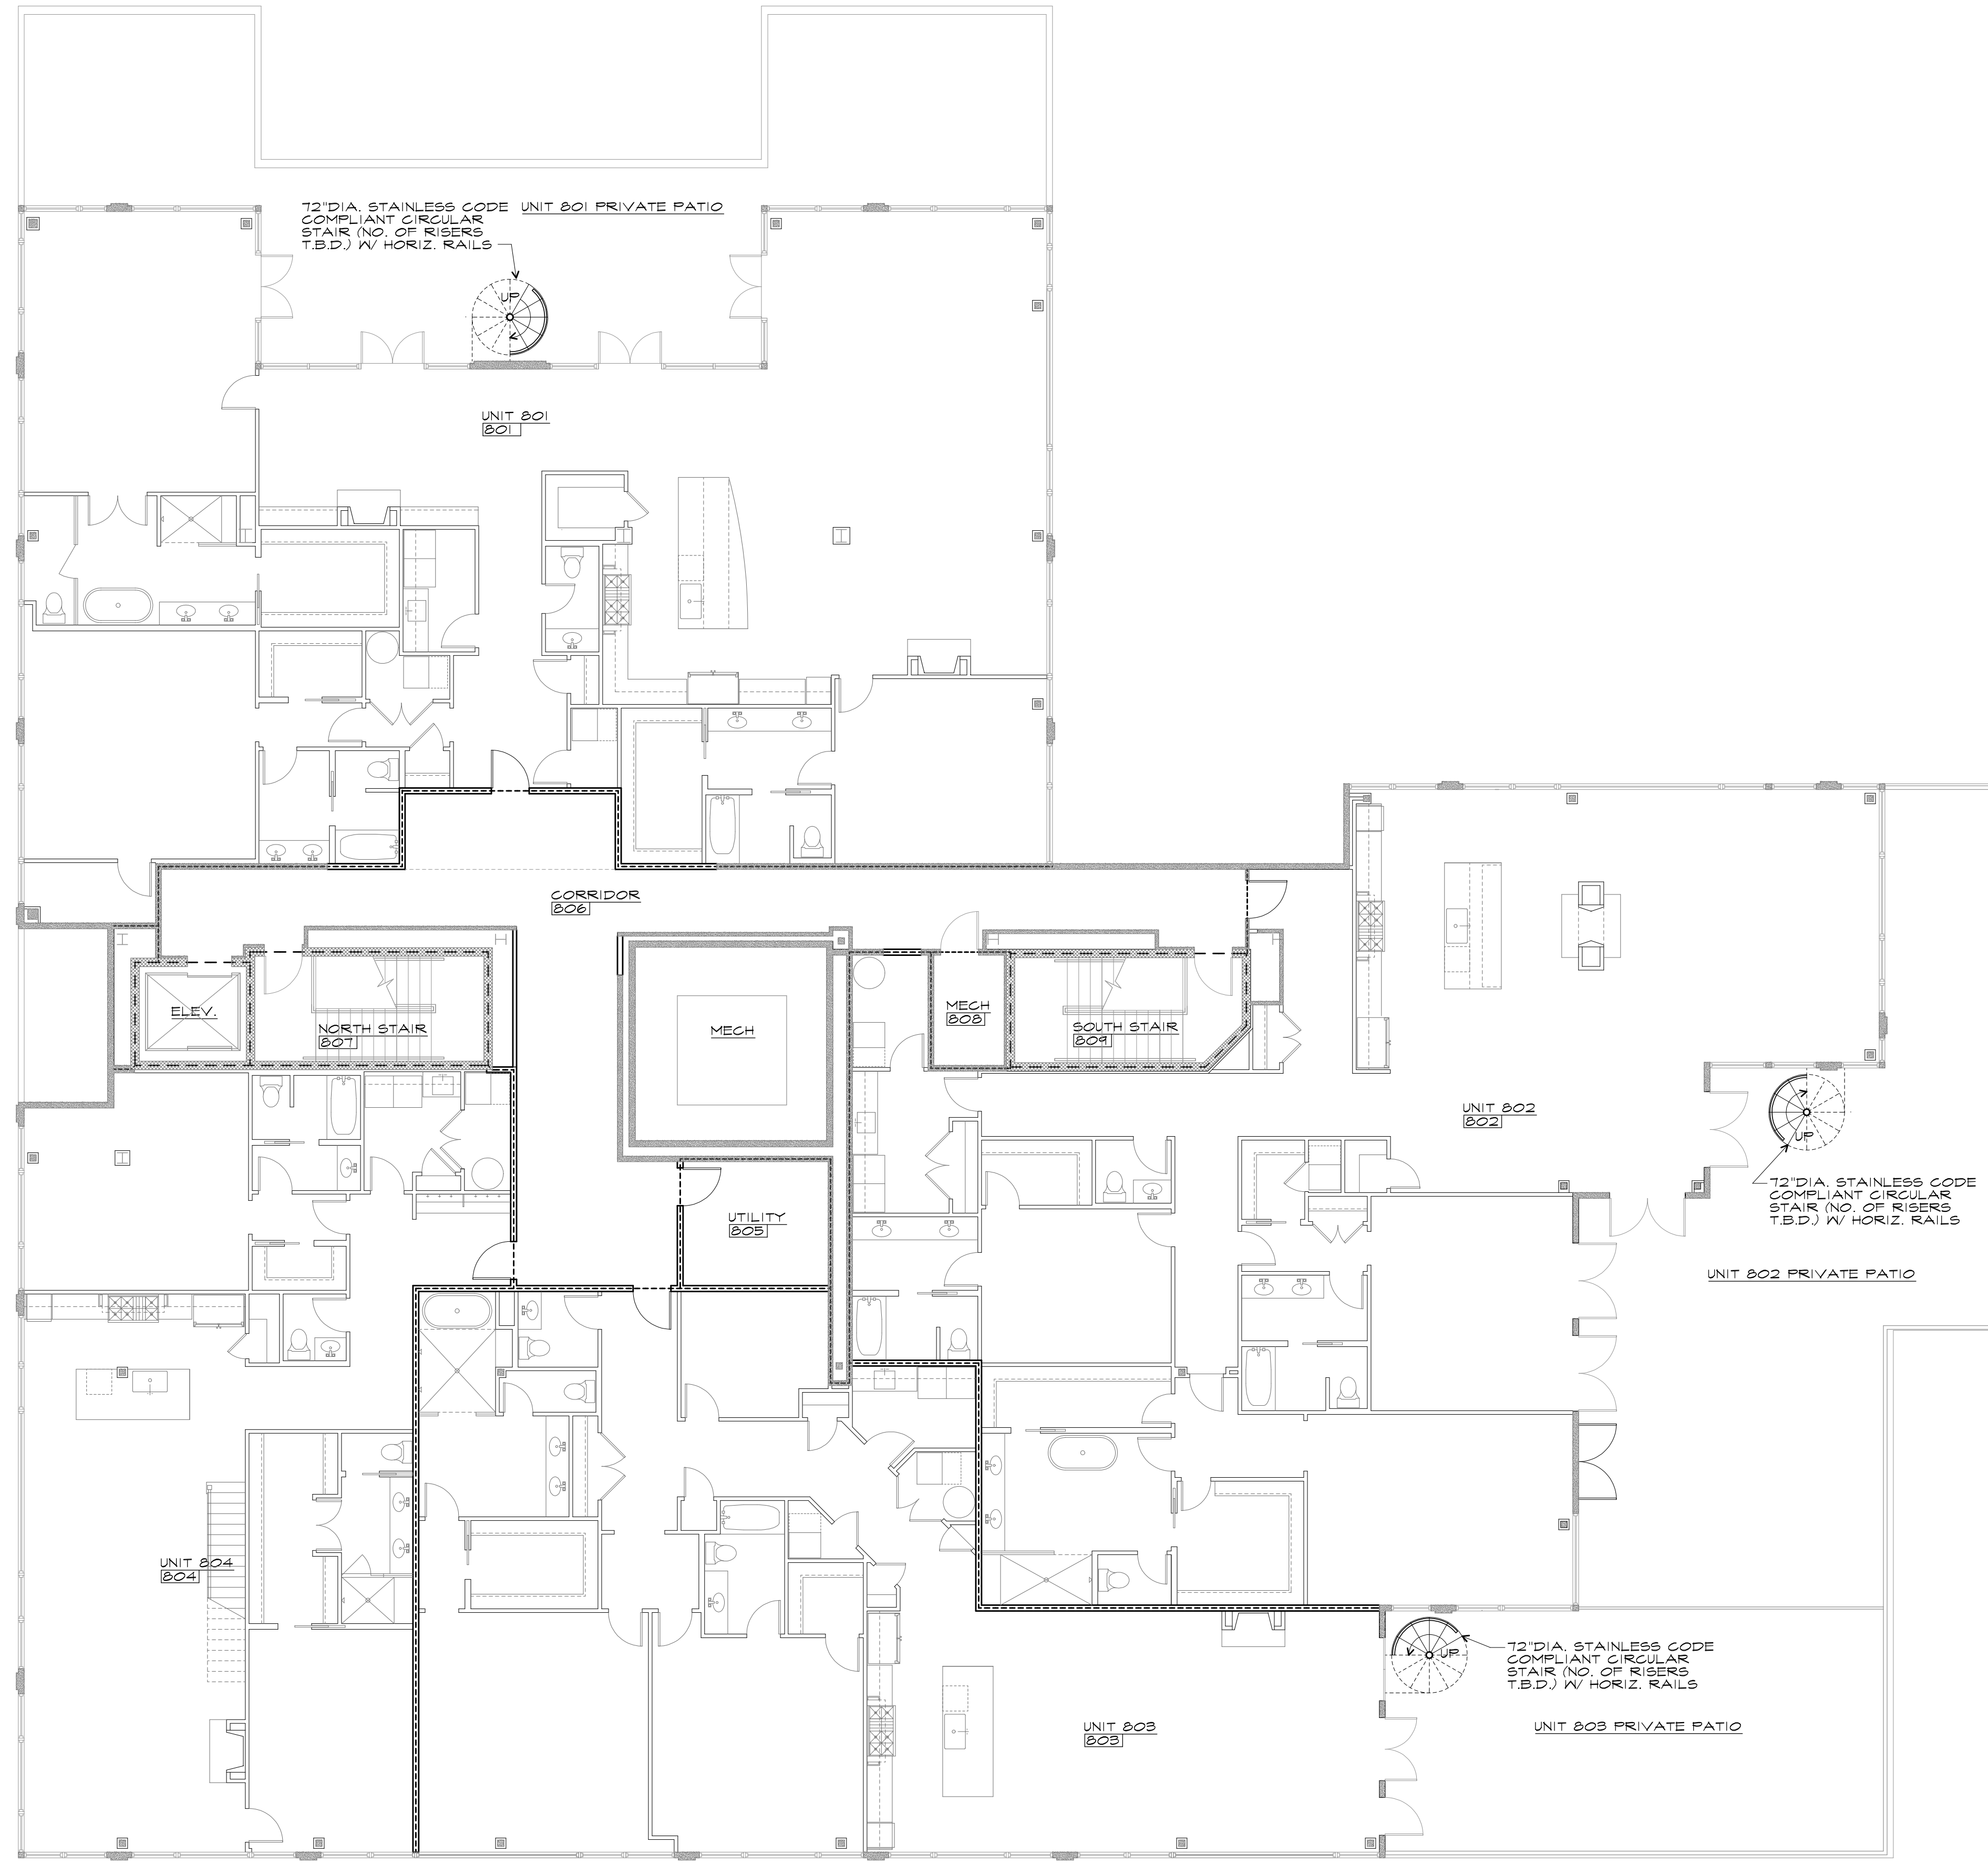 72"DIA. STAINLESS CODE
COMPLIANT CIRCULAR
STAIR (NO. OF RISERS
T.B.D.) W/ HORIZ. RAILS
UNIT 801 PRIVATE PATIO
UP
UNIT 801
801
CORRIDOR
806
ELEV.
NORTH STAIR
807
MECH
MECH
808
SOUTH STAIR
809
UNIT 802
802
UP
72"DIA. STAINLESS CODE
COMPLIANT CIRCULAR
STAIR (NO. OF RISERS
T.B.D.) W/ HORIZ. RAILS
UTILITY
805
UNIT 802 PRIVATE PATIO
UNIT 804
804
UP
72"DIA. STAINLESS CODE
COMPLIANT CIRCULAR
STAIR (NO. OF RISERS
T.B.D.) W/ HORIZ. RAILS
UNIT 803
803
UNIT 803 PRIVATE PATIO